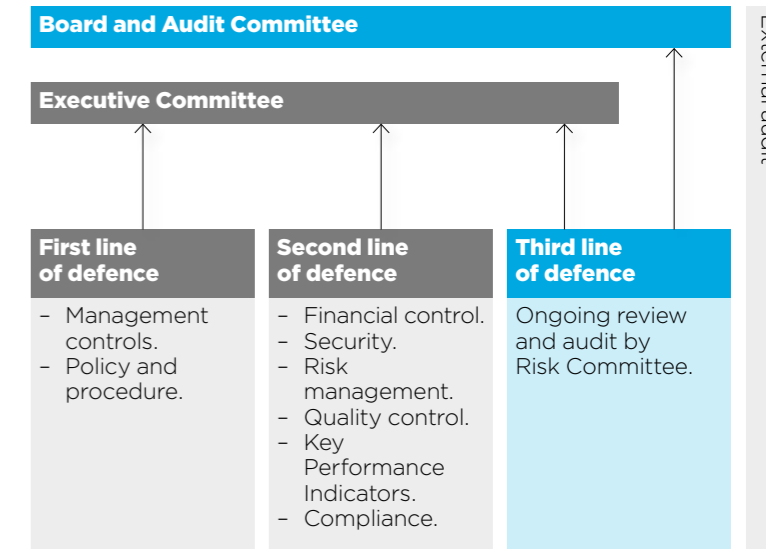 Board and Audit Committee
Executive Committee
First line
of defence
– Management
controls.
– Policy and
procedure.
Second line
of defence
– Financial control.
– Security.
– Risk
management.
– Quality control.
– Key
Performance
Indicators.
– Compliance.
Third line
of defence
Ongoing review
and audit by
Risk Committee.
External audit